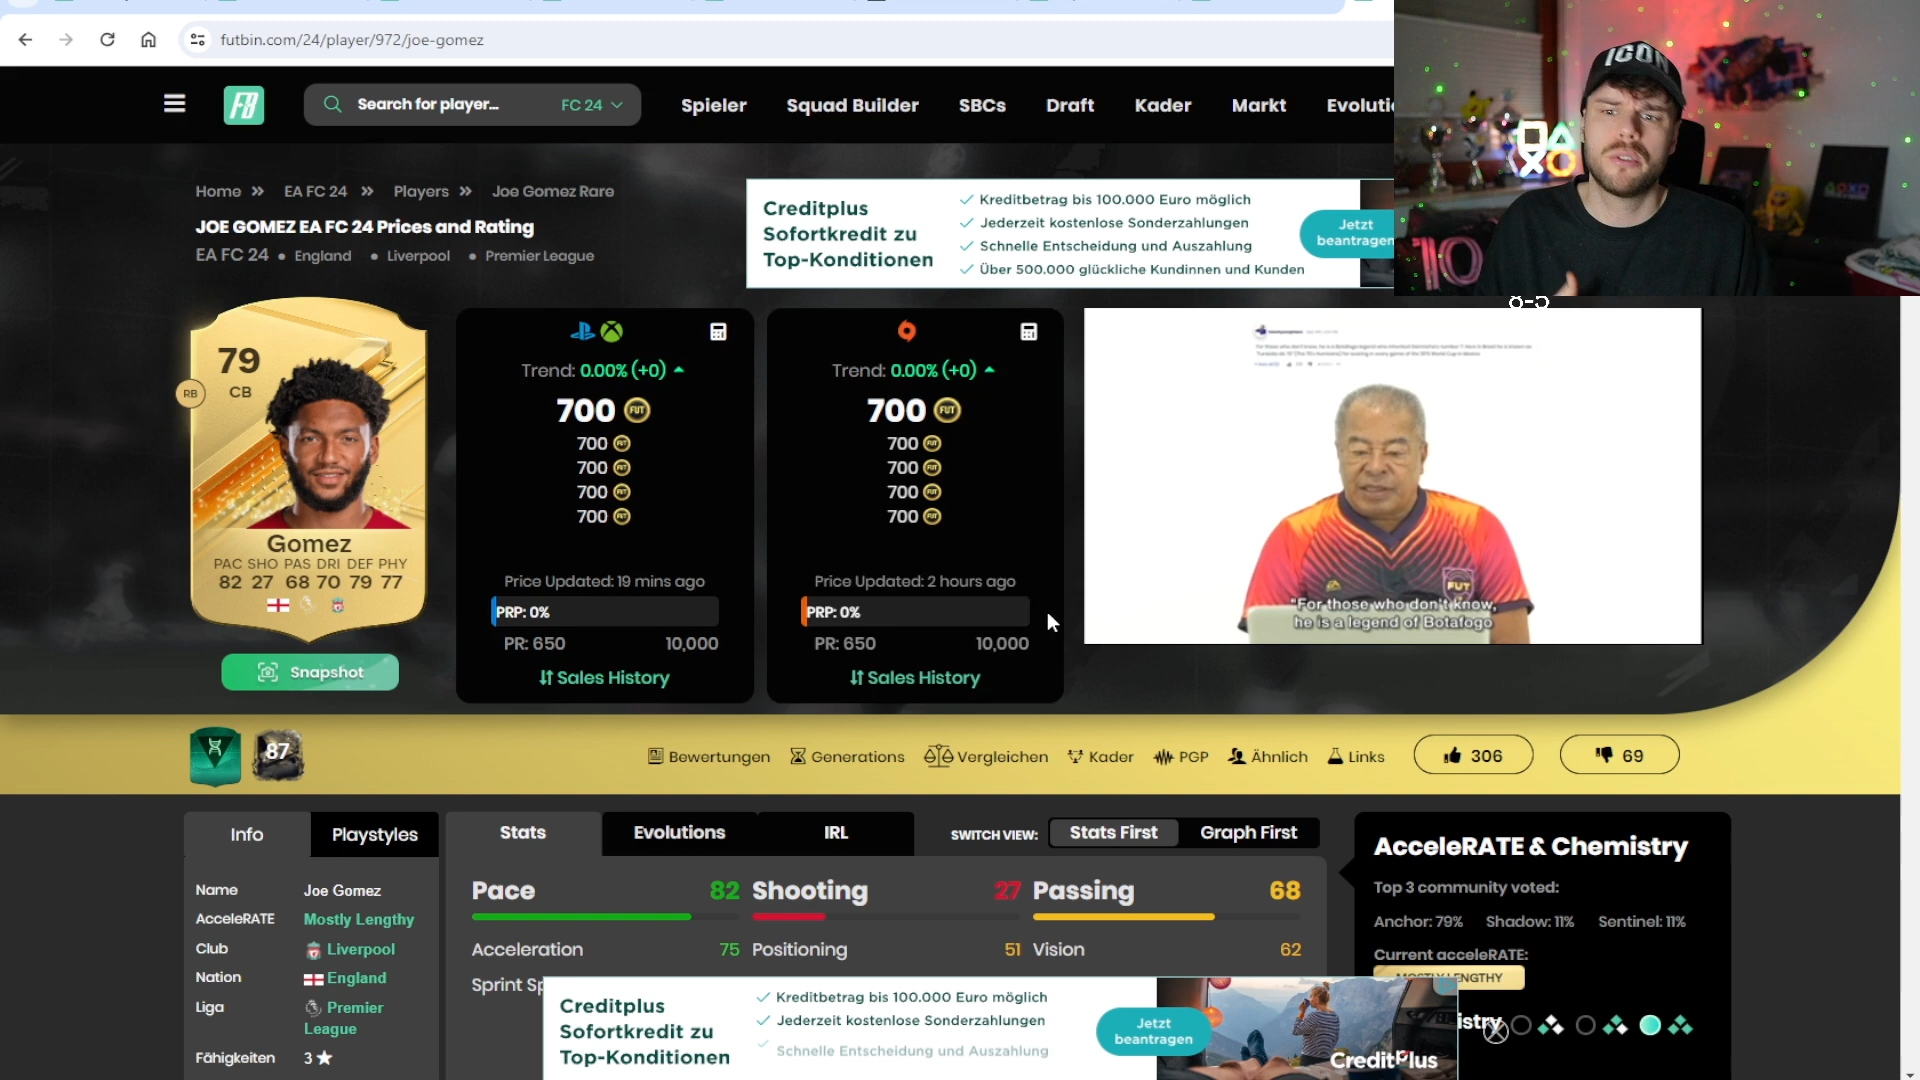 futbin.com/24/player/972/joe-gomez
Search for player...
FC 24
Spieler
Squad Builder
SBCs
Draft
Kader
Markt
ICON
Home » EA FC 24 » Players » Joe Gomez Rare
JOE GOMEZ EA FC 24 Prices and Rating
EA FC 24 • England • Liverpool • Premier League
Creditplus
Sofortkredit zu
Top-Konditionen
Kreditbetrag bis 100.000 Euro möglich
Jederzeit kostenlose Sonderzahlungen
Schnelle Entscheidung und Auszahlung
Über 500.000 glückliche Kundinnen und Kunden
Jetzt
beantragen
8-5
79
CB
RB
Gomez
PAC SHO PAS DRI DEF PHY
82 27 68 70 79 77
Snapshot
Trend: 0.00% (+0)
700
700
700
700
700
Price Updated: 19 mins ago
PRP: 0%
PR: 650
10,000
Sales History
Trend: 0.00% (+0)
700
700
700
700
700
Price Updated: 2 hours ago
PRP: 0%
PR: 650
10,000
Sales History
FUT
"For those who don't know,
he is a legend of Botafogo
87
Bewertungen
Generations
Vergleichen
Kader
PGP
Ähnlich
Links
306
69
Info
Playstyles
Name Joe Gomez
AcceleRATE Mostly Lengthy
Club Liverpool
Nation England
Liga Premier
League
Fähigkeiten 3
Stats
Evolutions
IRL
SWITCH VIEW:
Stats First
Graph First
Pace 82
Shooting 27
Passing 68
Acceleration 75
Positioning 51
Vision 62
Sprint Sp
AcceleRATE & Chemistry
Top 3 community voted:
Anchor: 79% Shadow: 11% Sentinel: 11%
Current acceleRATE:
MOSTLY LENGTHY
istry
Creditplus
Sofortkredit zu
Top-Konditionen
Kreditbetrag bis 100.000 Euro möglich
Jederzeit kostenlose Sonderzahlungen
Schnelle Entscheidung und Auszahlung
Jetzt
beantragen
CreditPlus